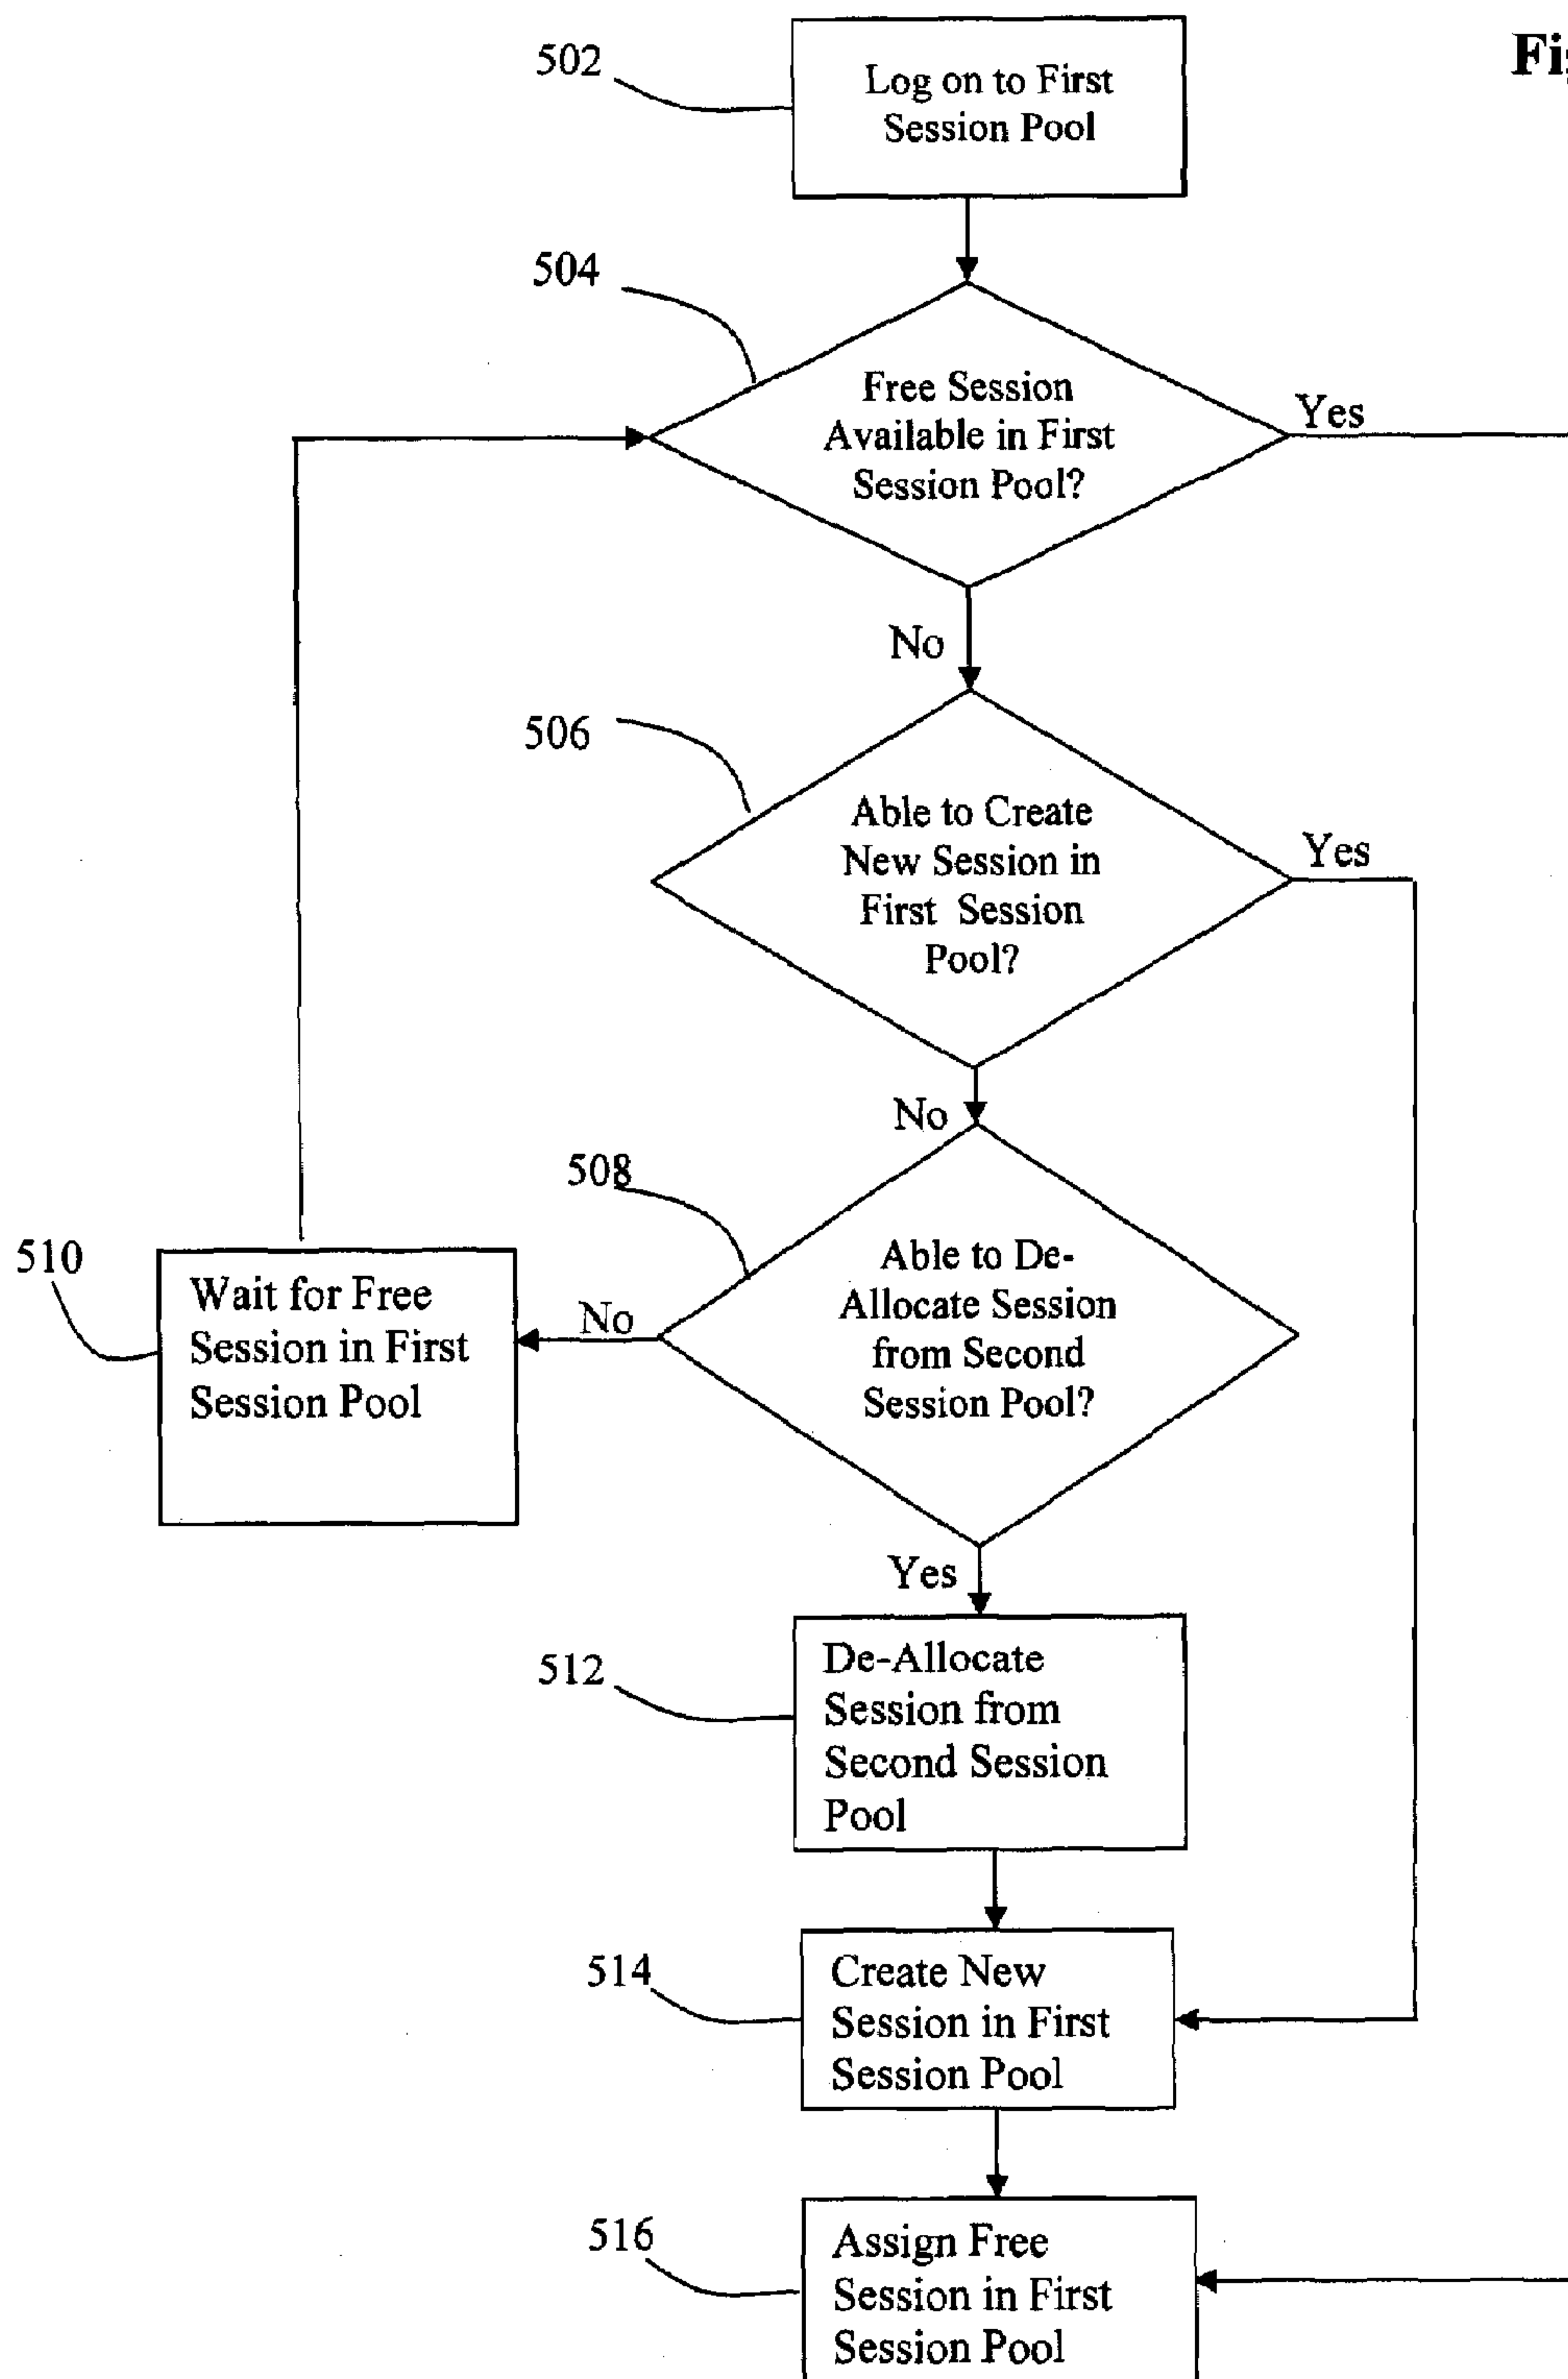 Fi
502
Log on to First
Session Pool
504
Free Session
Available in First
Session Pool?
Yes
No
506
Able to Create
New Session in
First Session
Pool?
Yes
No
508
Able to De-
Allocate Session
from Second
Session Pool?
No
510
Wait for Free
Session in First
Session Pool
Yes
512
De-Allocate
Session from
Second Session
Pool
514
Create New
Session in First
Session Pool
516
Assign Free
Session in First
Session Pool